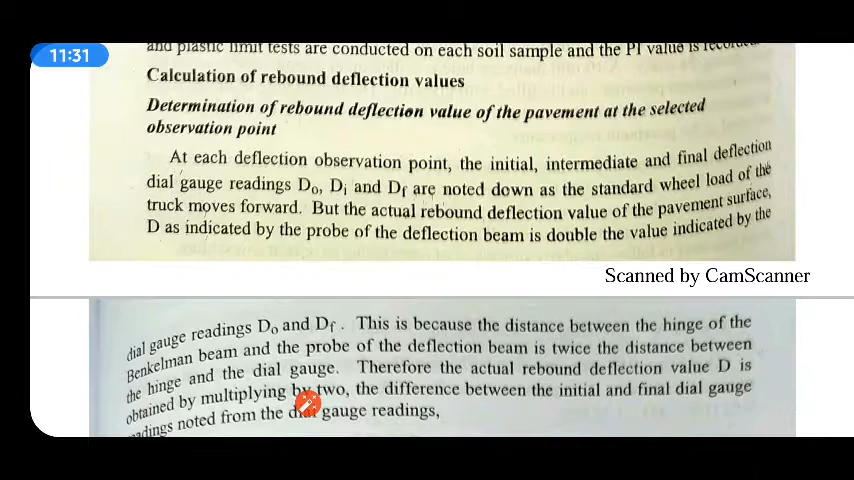 11:31
and plastic limit tests are conducted on each soil sample and the PI value is recorded.
Calculation of rebound deflection values
Determination of rebound deflection value of the pavement at the selected
observation point
At each deflection observation point, the initial, intermediate and final deflection
dial gauge readings Do, Di and Df are noted down as the standard wheel load of the
truck moves forward. But the actual rebound deflection value of the pavement surface,
D as indicated by the probe of the deflection beam is double the value indicated by the
Scanned by CamScanner
dial gauge readings Do and Df. This is because the distance between the hinge of the
Benkelman beam and the probe of the deflection beam is twice the distance between
the hinge and the dial gauge. Therefore the actual rebound deflection value D is
obtained by multiplying by two, the difference between the initial and final dial gauge
readings noted from the dial gauge readings,